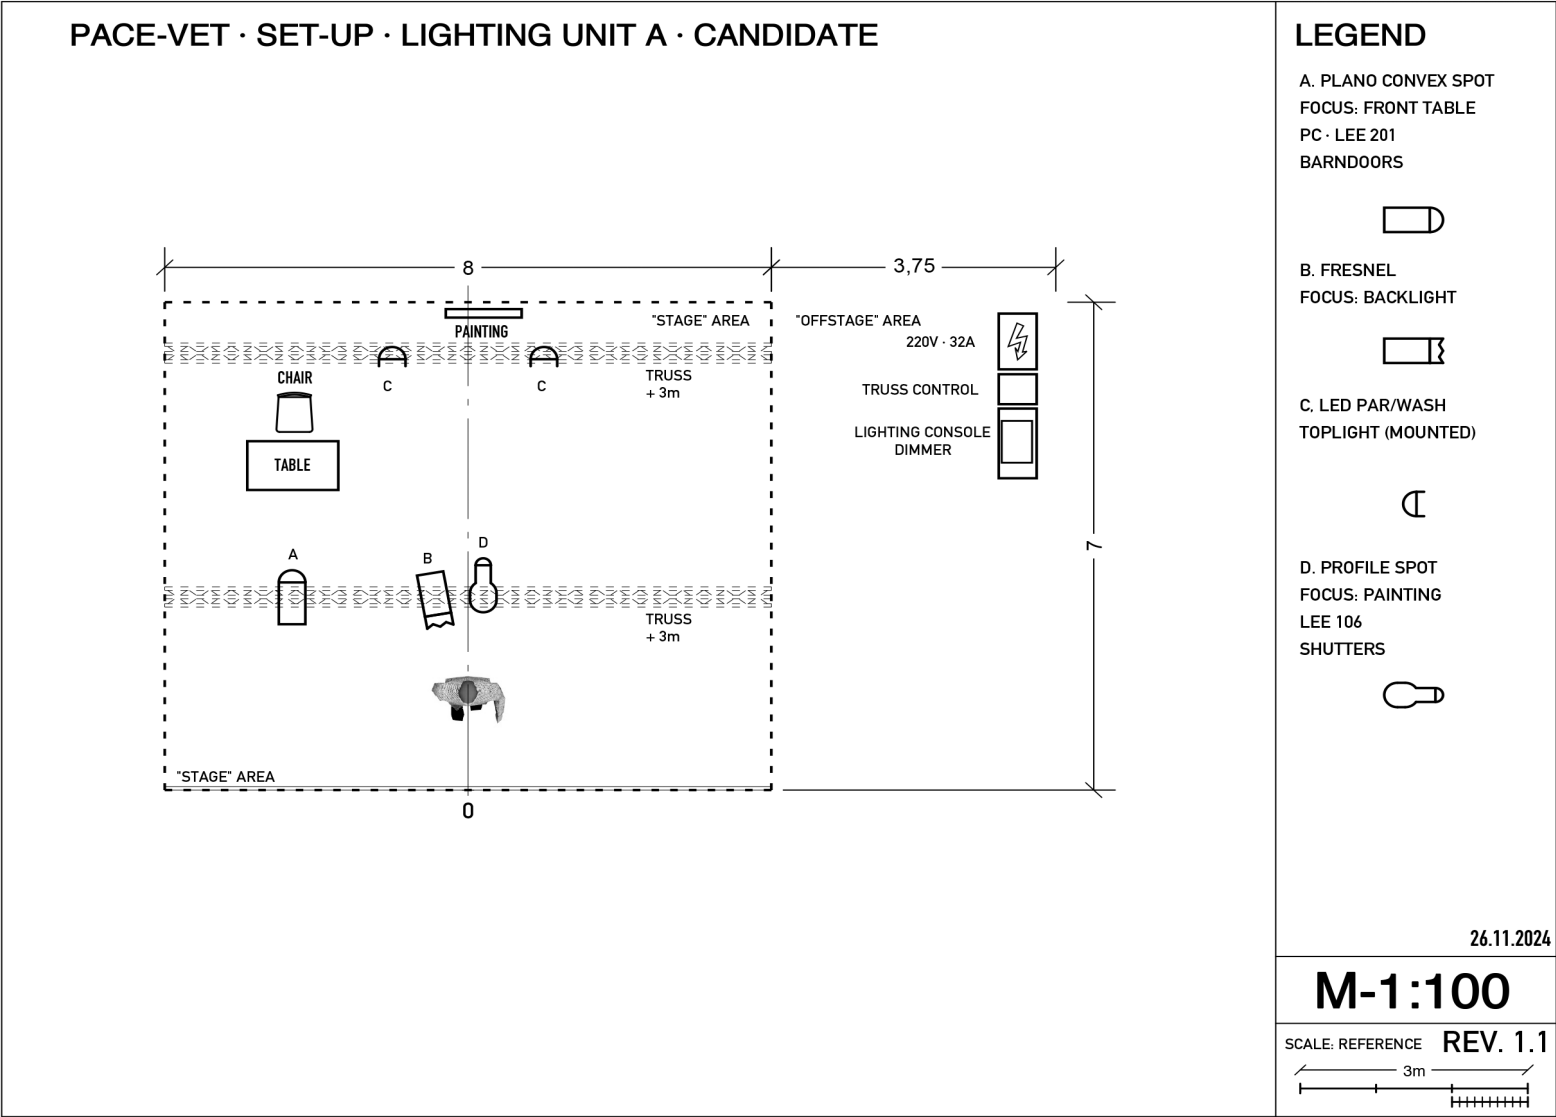 PACE-VET · SET-UP · LIGHTING UNIT A · CANDIDATE
8
3,75
PAINTING
"STAGE" AREA
"OFFSTAGE" AREA
220V · 32A
TRUSS
+ 3m
CHAIR
C
C
TRUSS CONTROL
LIGHTING CONSOLE
DIMMER
TABLE
7
A
B
D
TRUSS
+ 3m
"STAGE" AREA
0
LEGEND
A. PLANO CONVEX SPOT
FOCUS: FRONT TABLE
PC · LEE 201
BARNDOORS
B. FRESNEL
FOCUS: BACKLIGHT
C, LED PAR/WASH
TOPLIGHT (MOUNTED)
D. PROFILE SPOT
FOCUS: PAINTING
LEE 106
SHUTTERS
26.11.2024
M-1:100
SCALE: REFERENCE REV. 1.1
3m